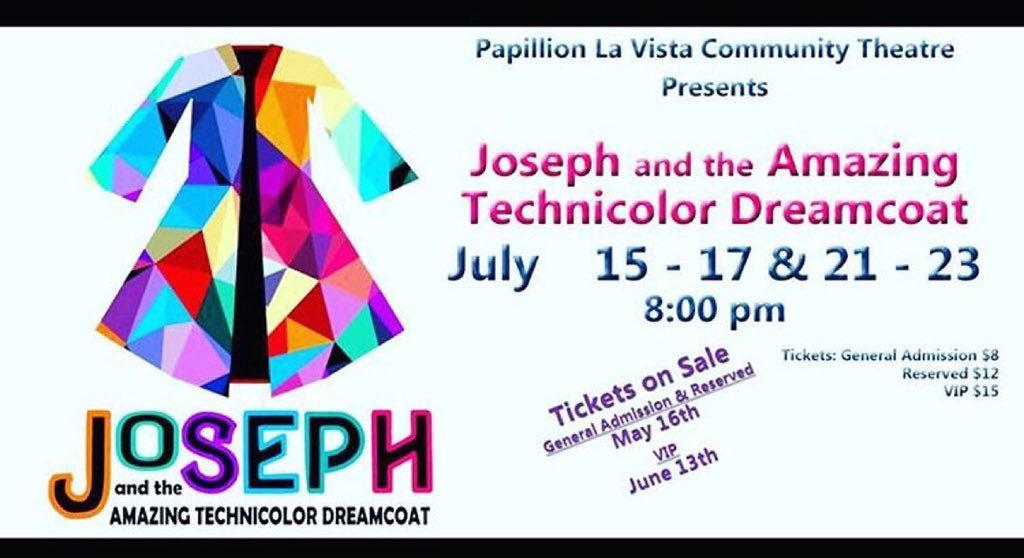 Papillion La Vista Community Theatre
Presents
Joseph and the Amazing
Technicolor Dreamcoat
July 15 - 17 & 21 - 23
8:00 pm
Tickets: General Admission $8
Reserved $12
VIP $15
Tickets on Sale
General Admission & Reserved
May 16th
VIP
June 13th
JOSEPH
and the
AMAZING TECHNICOLOR DREAMCOAT